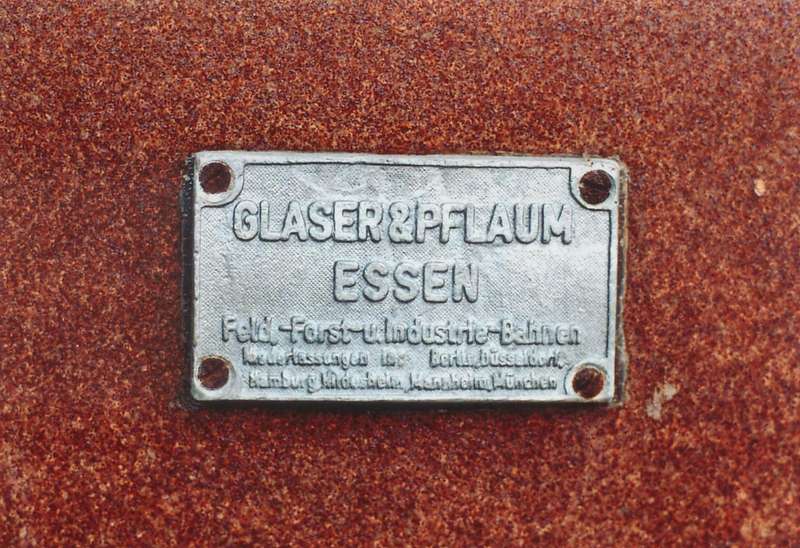 GLASER & PFLAUM
ESSEN
Feld,-Forst-u.Industrie-Bahnen
Niederlassungen in: Berlin, Düsseldorf,
Hamburg, Hildesheim, Mannheim, München